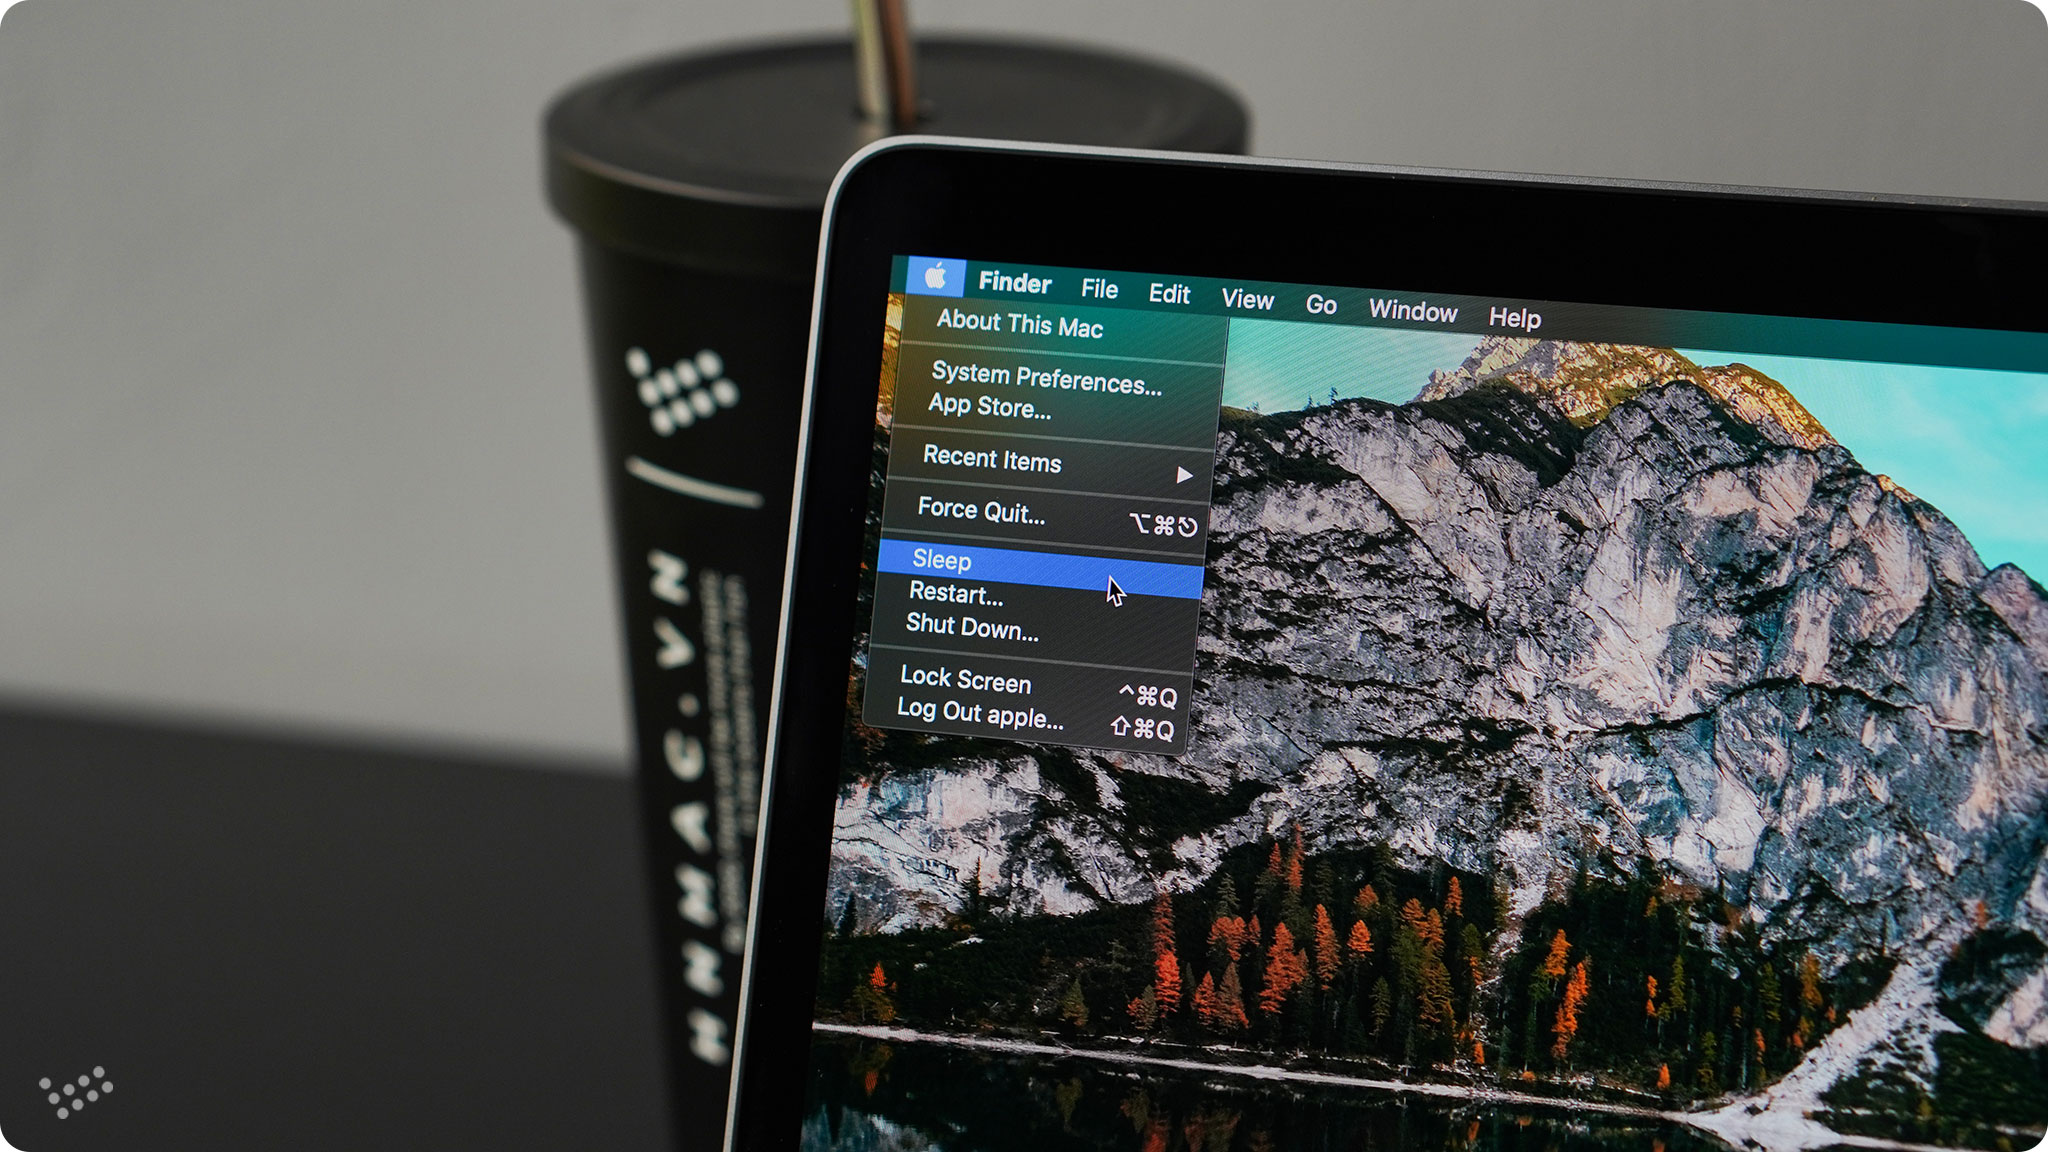 Finder File Edit View Go Window Help
About This Mac
System Preferences...
App Store...
Recent Items ▶
Force Quit... ⌥⌘⎋
Sleep
Restart...
Shut Down...
Lock Screen ^⌘Q
Log Out apple... ⇧⌘Q
HNMAC.VN